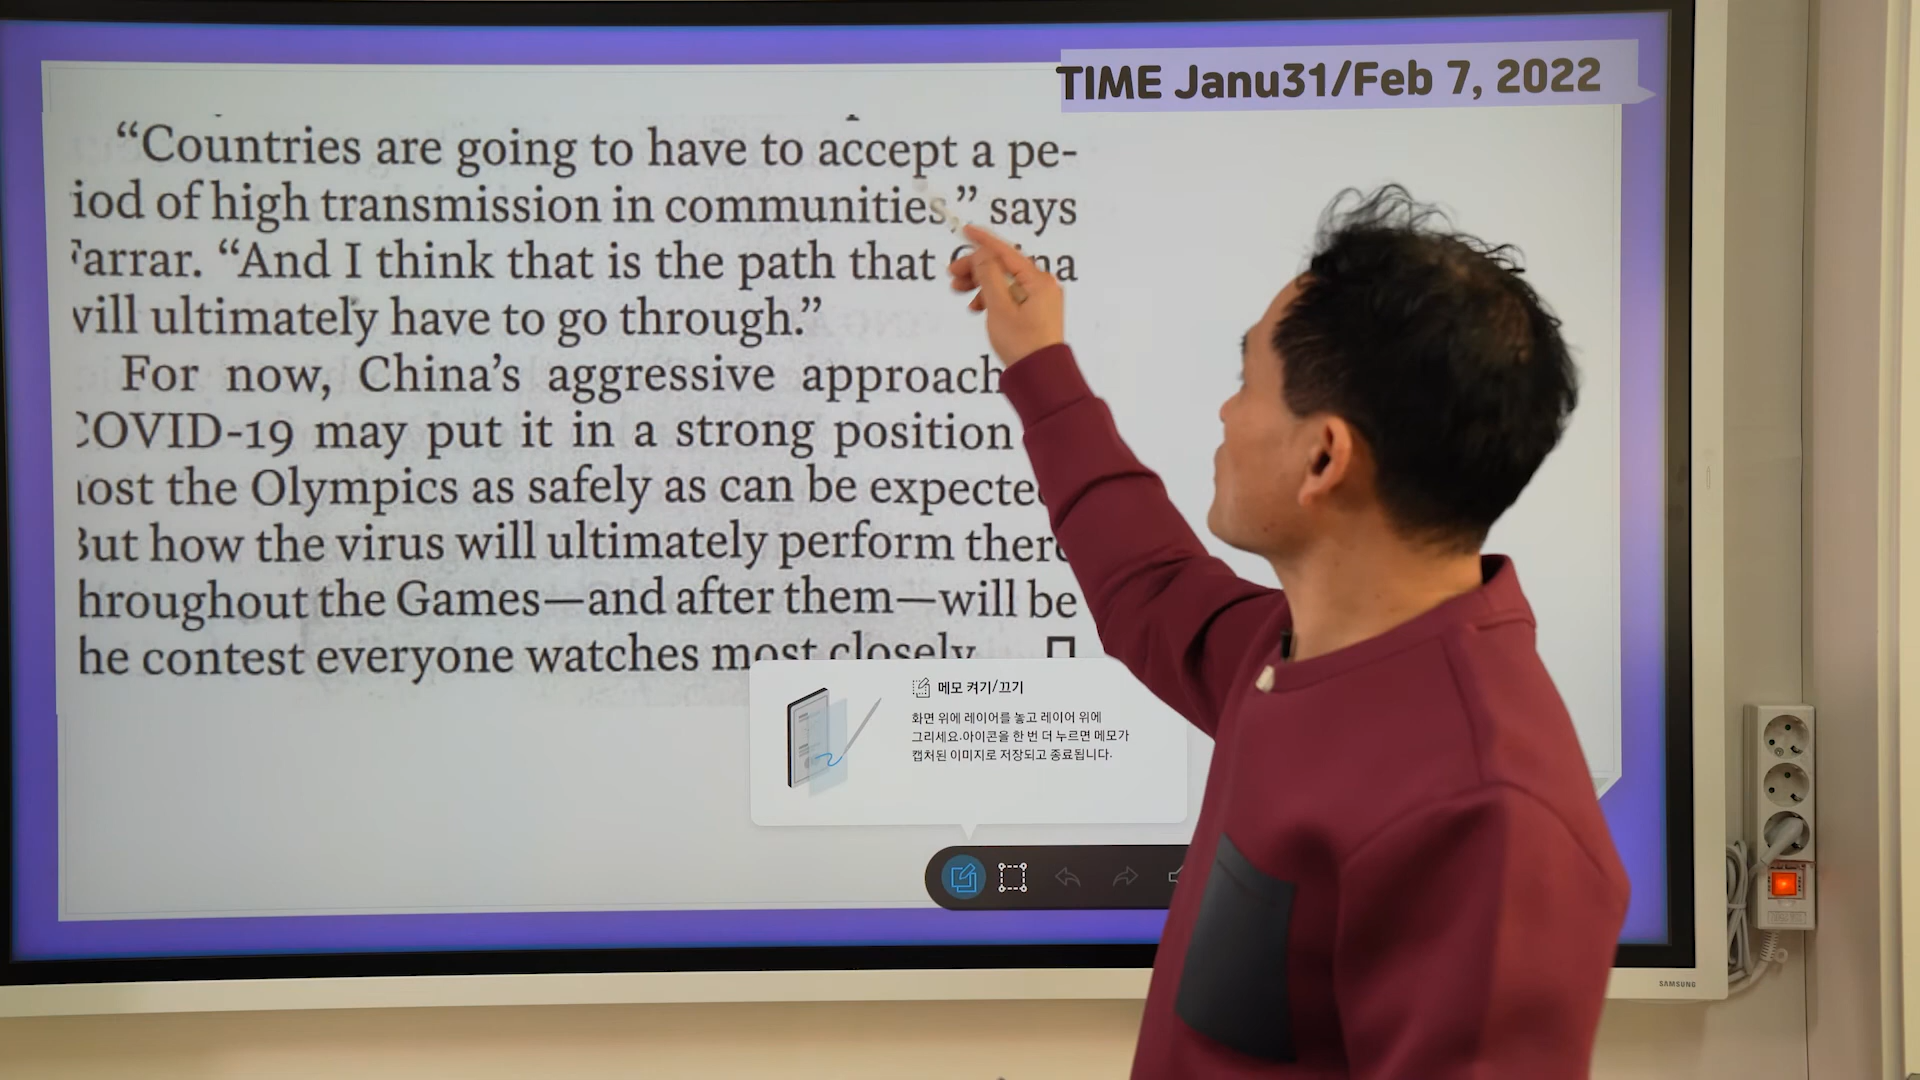 TIME Janu31/Feb 7, 2022
“Countries are going to have to accept a pe-
iod of high transmission in communities,” says
arrar. “And I think that is the path that
will ultimately have to go through.”
For now, China’s aggressive approach
COVID-19 may put it in a strong position
the Olympics as safely as can be
But how the virus will ultimately perform
hroughout the Games—and after them—will be
he contest everyone watches most closely
메모 켜기/끄기
화면 위에 레이어를 놓고 레이어 위에
그리세요.아이콘을 한 번 더 누르면 메모가
캡처된 이미지로 저장되고 종료됩니다.
SAMSUNG